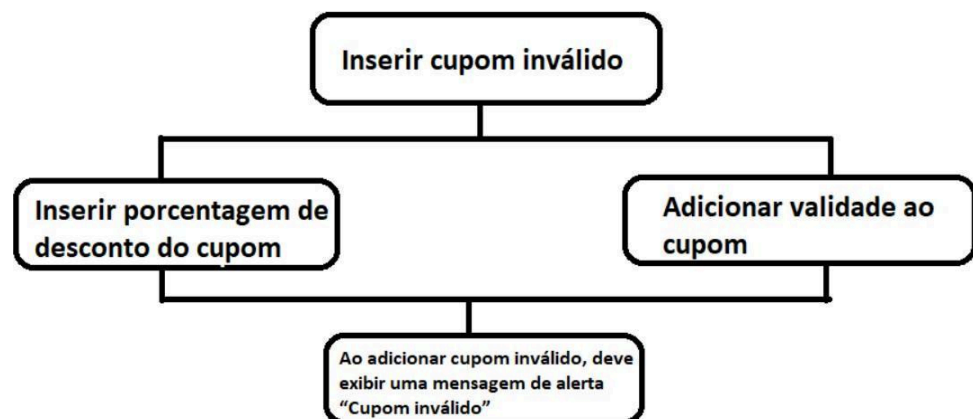 Inserir cupom inválido
Inserir porcentagem de
desconto do cupom
Adicionar validade ao
cupom
Ao adicionar cupom inválido, deve
exibir uma mensagem de alerta
“Cupom inválido”